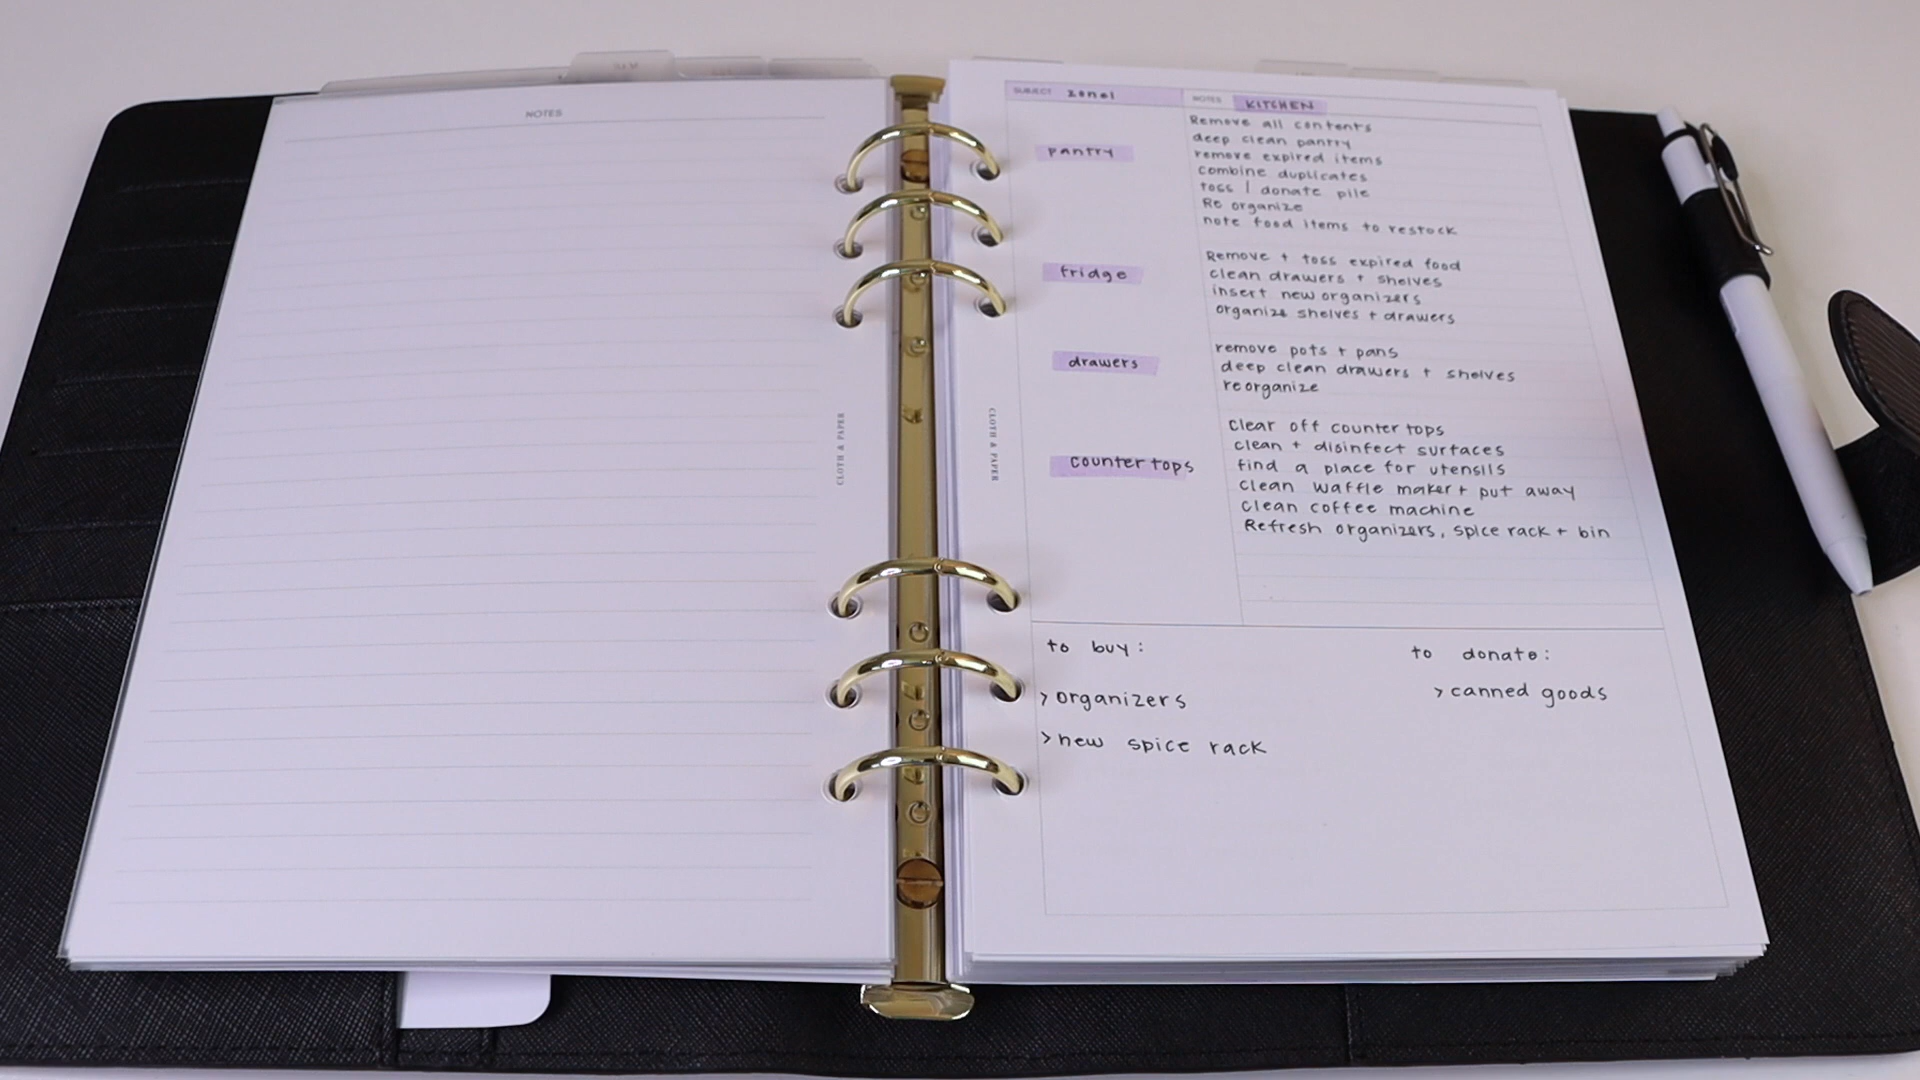 NOTES
CLOTH & PAPER
CLOTH & PAPER
SUBJECT zone 1
NOTES KITCHEN
pantry
Remove all contents
deep clean pantry
remove expired items
combine duplicates
toss | donate pile
Re organize
note food items to restock
fridge
Remove + toss expired food
clean drawers + shelves
insert new organizers
organize shelves + drawers
drawers
remove pots + pans
deep clean drawers + shelves
reorganize
countertops
Clear off countertops
clean + disinfect surfaces
find a place for utensils
clean waffle maker + put away
clean coffee machine
Refresh organizers, spice rack + bin
to buy:
> organizers
> new spice rack
to donate:
> canned goods